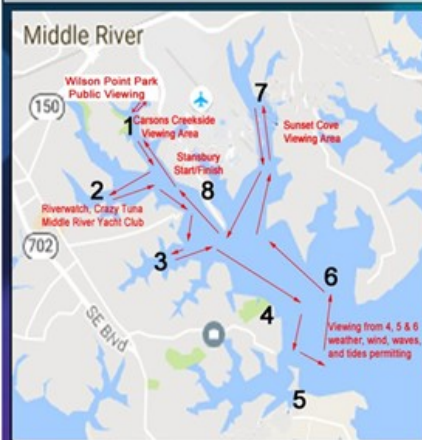 Middle River
150
Wilson Point Park
Public Viewing
1
Carsons Creekside
Viewing Area
7
Sunset Cove
Viewing Area
Stansbury
Start/Finish
8
2
Riverwatch, Crazy Tuna
Middle River Yacht Club
702
3
SE Blvd
6
4
Viewing from 4, 5 & 6
weather, wind, waves,
and tides permitting
5